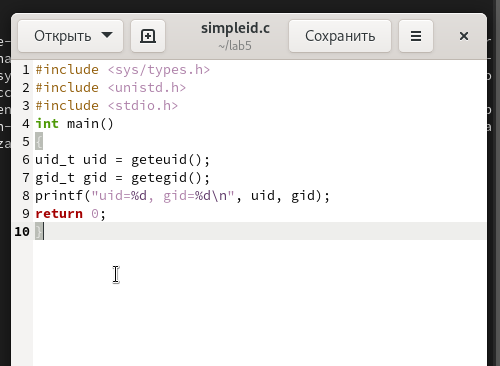 Открыть
simpleid.c
~/lab5
Сохранить
1 #include <sys/types.h>
2 #include <unistd.h>
3 #include <stdio.h>
4 int main()
5 {
6 uid_t uid = geteuid();
7 gid_t gid = getegid();
8 printf("uid=%d, gid=%d\n", uid, gid);
9 return 0;
10 }